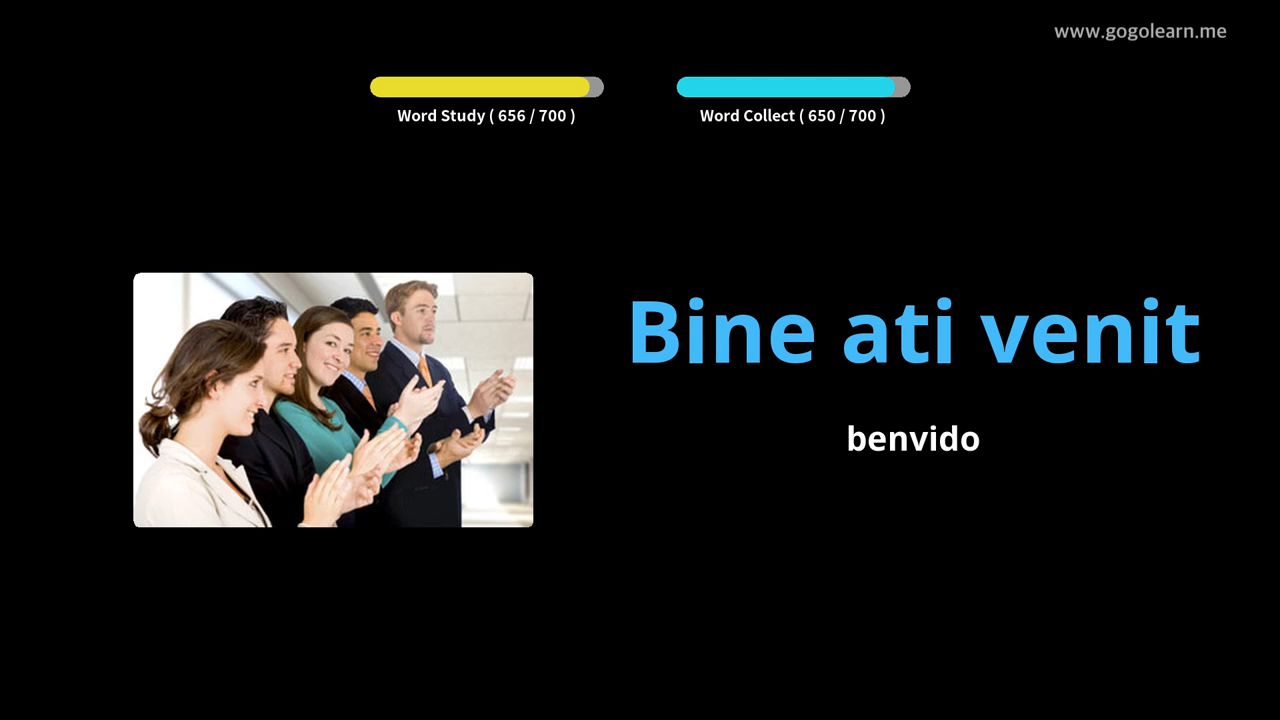 www.gogolearn.me
Word Study ( 656 / 700 )
Word Collect ( 650 / 700 )
Bine ati venit
benvido